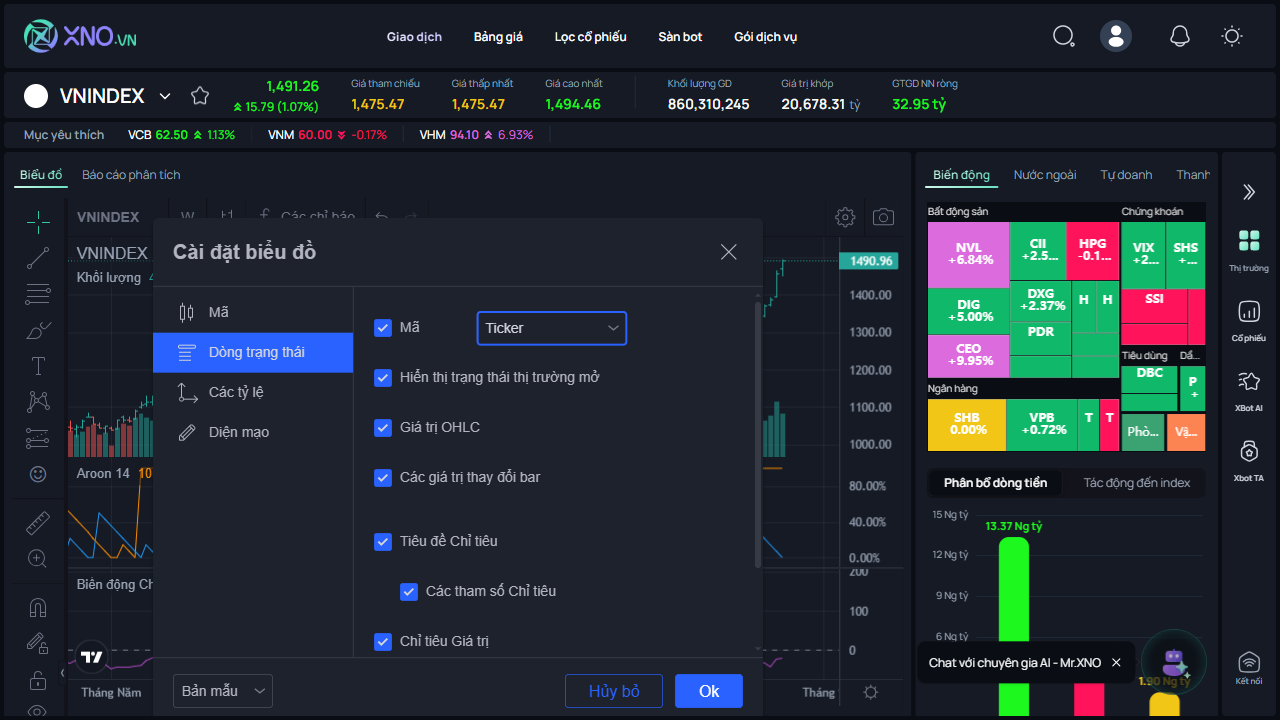 XNO.VN
Giao dịch
Bảng giá
Lọc cổ phiếu
Sàn bot
Gói dịch vụ
VNINDEX
1,491.26
15.79 (1.07%)
Giá tham chiếu
1,475.47
Giá thấp nhất
1,475.47
Giá cao nhất
1,494.46
Khối lượng GD
860,310,245
Giá trị khớp
20,678.31 tỷ
GTGD NN ròng
32.95 tỷ
Mục yêu thích
VCB 62.50 1.13%
VNM 60.00 -0.17%
VHM 94.10 6.93%
Biểu đồ
Báo cáo phân tích
VNINDEX
W
Các chỉ báo
VNINDEX
Khối lượng
Aroon 14 10
Biên động Ch
Tháng Năm
Tháng
1490.96
1400.00
1300.00
1200.00
1100.00
1000.00
80.00%
40.00%
0.00%
200
100
0
Cài đặt biểu đồ
Mã
Dòng trạng thái
Các tỷ lệ
Diện mạo
Mã
Ticker
Hiển thị trạng thái thị trường mở
Giá trị OHLC
Các giá trị thay đổi bar
Tiêu đề Chỉ tiêu
Các tham số Chỉ tiêu
Chỉ tiêu Giá trị
Bản mẫu
Hủy bỏ
Ok
Biến động
Nước ngoài
Tự doanh
Thanh
Bất động sản
NVL
+6.84%
DIG
+5.00%
CEO
+9.95%
CII
+2.5...
HPG
-0.1...
DXG
+2.37%
H
H
PDR
Chứng khoán
VIX
+2...
SHS
+...
SSI
Tiêu dùng
Dầ...
DBC
P
+
Phò...
Vậ...
Ngân hàng
SHB
0.00%
VPB
+0.72%
T
T
Phân bổ dòng tiền
Tác động đến index
15 Ng tỷ
12 Ng tỷ
9 Ng tỷ
6 Ng tỷ
13.37 Ng tỷ
1.90 Ng tỷ
Chat với chuyên gia AI - Mr.XNO
Thị trường
Cổ phiếu
XBot AI
Xbot TA
Kết nối